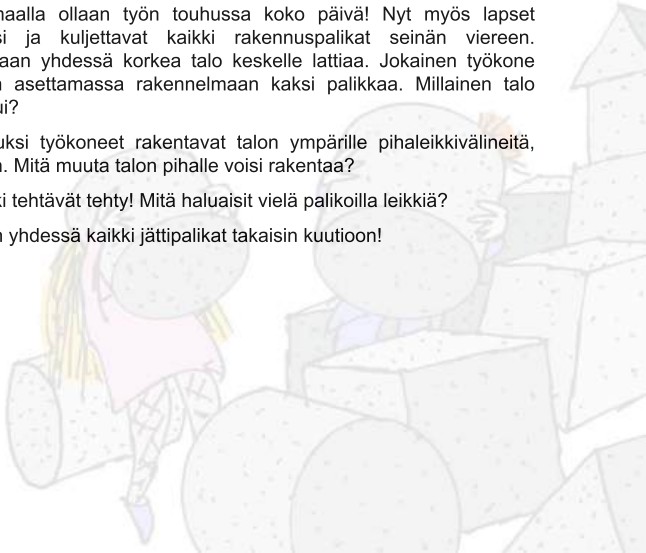 maalla ollaan työn touhussa koko päivä! Nyt myös lapset
si ja kuljettavat kaikki rakennuspalikat seinän viereen.
aan yhdessä korkea talo keskelle lattiaa. Jokainen työkone
asettamassa rakennelmaan kaksi palikkaa. Millainen talo
ui?
uksi työkoneet rakentavat talon ympärille pihaleikkivälineitä,
. Mitä muuta talon pihalle voisi rakentaa?
ki tehtävät tehty! Mitä haluaisit vielä palikoilla leikkiä?
n yhdessä kaikki jättipalikat takaisin kuutioon!